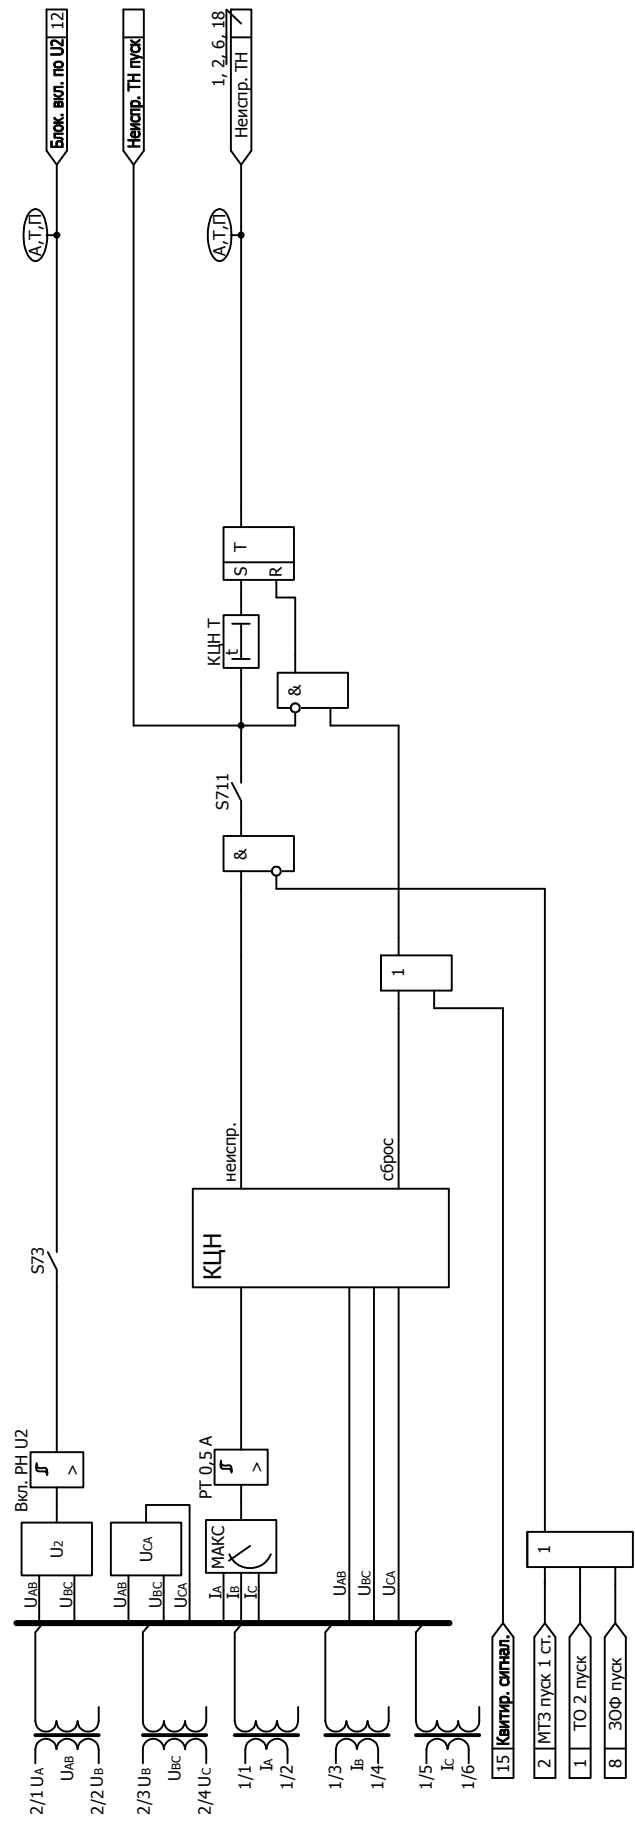 2/1 UA
UAB
2/2 UB
UAB
UBC
U2
Вкл. РН U2
>
S73
А,Т,П
Блок. вкл. по U2
12
2/3 UB
UBC
2/4 UC
UAB
UBC
UCA
UCA
Неиспр. ТН пуск
1/1
IA
1/2
IA
IB
IC
МАКС
РТ 0,5 А
>
КЦН
неиспр.
&
S711
КЦН Т
t
S
R
T
А,Т,П
Неиспр. ТН
1, 2, 6, 18
&
1/3
IB
1/4
UAB
UBC
UCA
сброс
1
1/5
IC
1/6
15
Квитир. сигнал.
2
МТЗ пуск 1 ст.
1
1
ТО 2 пуск
8
ЗОФ пуск